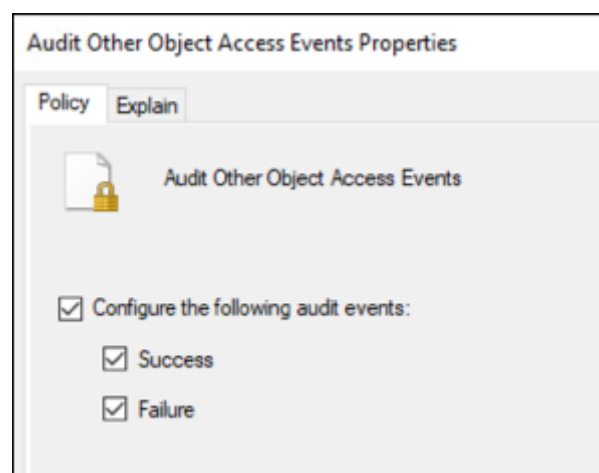 Audit Other Object Access Events Properties
Policy Explain
Audit Other Object Access Events
Configure the following audit events:
Success
Failure